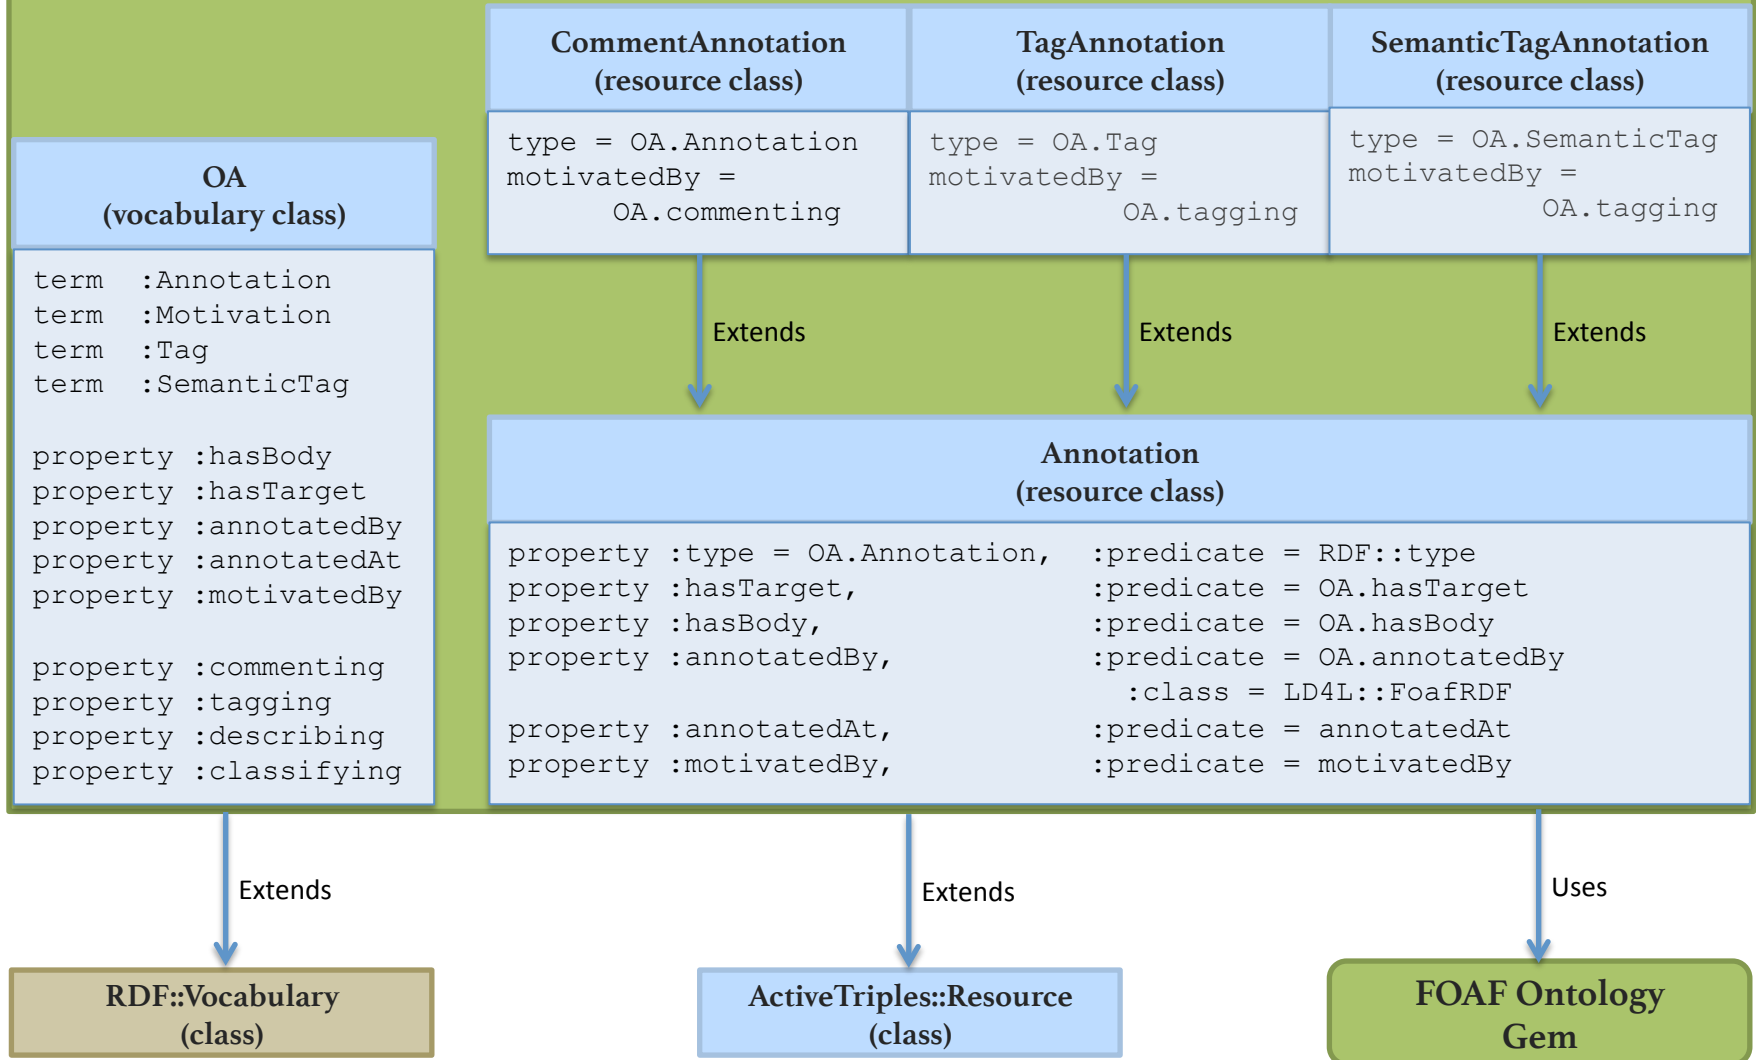 CommentAnnotation
(resource class)
TagAnnotation
(resource class)
SemanticTagAnnotation
(resource class)
type = OA.Annotation
motivatedBy =
OA.commenting
type = OA.Tag
motivatedBy =
OA.tagging
type = OA.SemanticTag
motivatedBy =
OA.tagging
OA
(vocabulary class)
term :Annotation
term :Motivation
term :Tag
term :SemanticTag
property :hasBody
property :hasTarget
property :annotatedBy
property :annotatedAt
property :motivatedBy
property :commenting
property :tagging
property :describing
property :classifying
Extends
Extends
Extends
Annotation
(resource class)
property :type = OA.Annotation, :predicate = RDF::type
property :hasTarget, :predicate = OA.hasTarget
property :hasBody, :predicate = OA.hasBody
property :annotatedBy, :predicate = OA.annotatedBy
:class = LD4L::FoafRDF
property :annotatedAt, :predicate = annotatedAt
property :motivatedBy, :predicate = motivatedBy
Extends
Extends
Uses
RDF::Vocabulary
(class)
ActiveTriples::Resource
(class)
FOAF Ontology
Gem